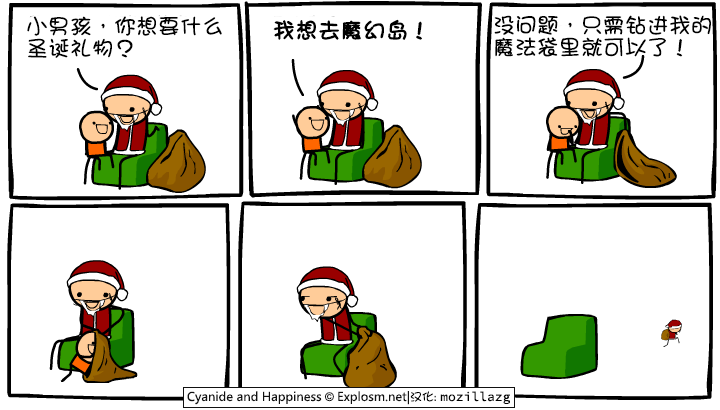 小男孩，你想要什么
圣诞礼物？
我想去魔幻岛！
没问题，只需钻进我的
魔法袋里就可以了！
Cyanide and Happiness © Explosm.net|汉化: mozillazg